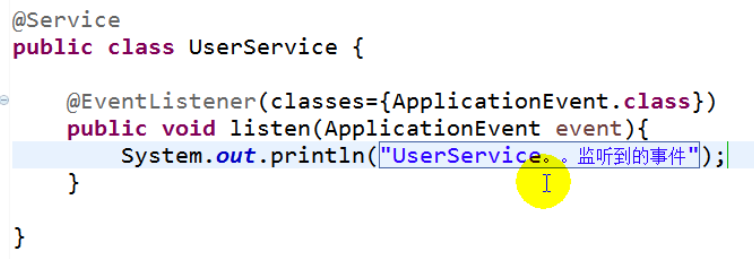 @Service
public class UserService {
@EventListener(classes={ApplicationEvent.class})
public void listen(ApplicationEvent event){
System.out.println("UserService。。监听到的事件");
}
}